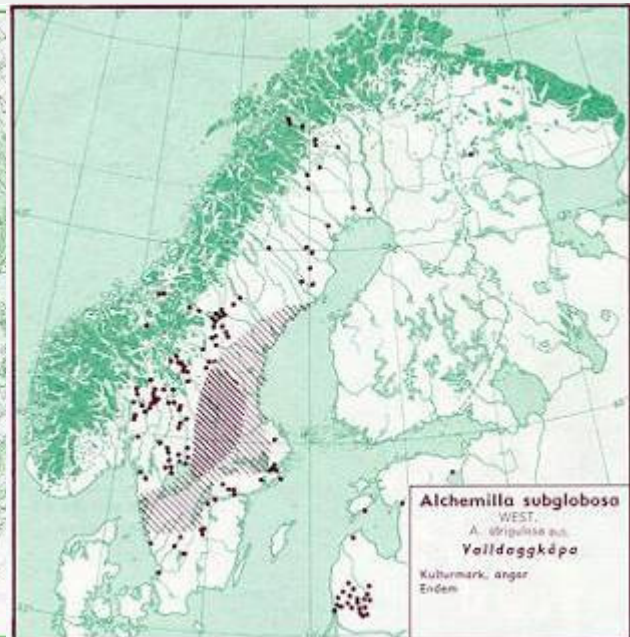 Alchemilla subglobosa
WEST.
A. strigulosa auct.
Valldaggkåpa
Kulturmark, ängar
Endem